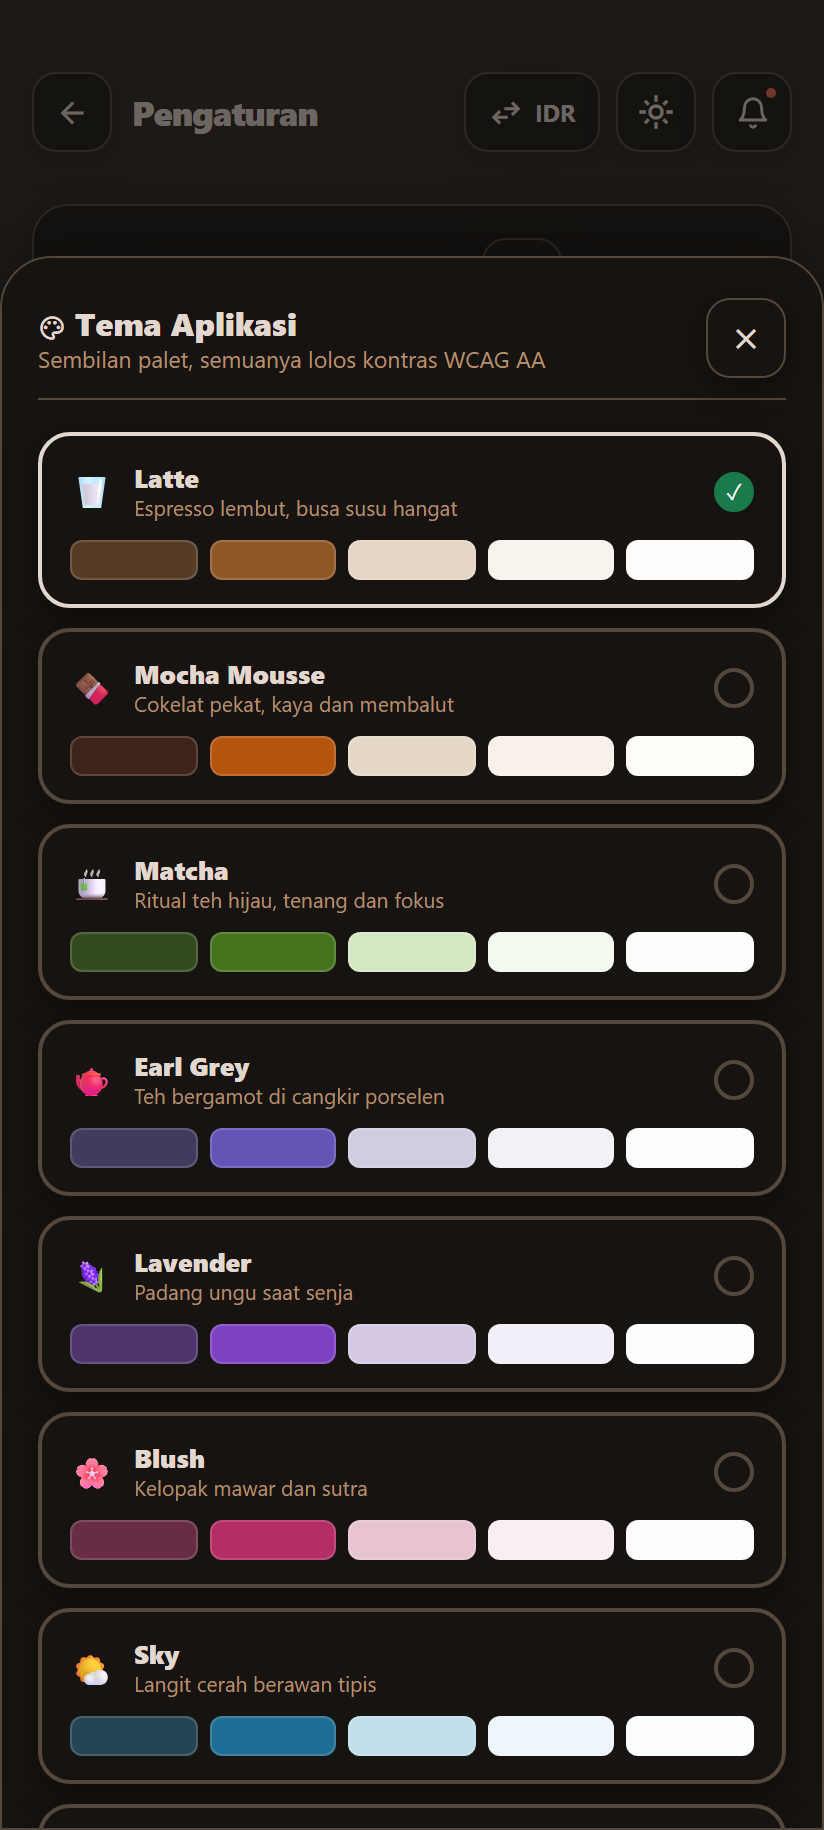 Pengaturan
IDR
Tema Aplikasi
Sembilan palet, semuanya lolos kontras WCAG AA
Latte
Espresso lembut, busa susu hangat
Mocha Mousse
Cokelat pekat, kaya dan membalut
Matcha
Ritual teh hijau, tenang dan fokus
Earl Grey
Teh bergamot di cangkir porselen
Lavender
Padang ungu saat senja
Blush
Kelopak mawar dan sutra
Sky
Langit cerah berawan tipis